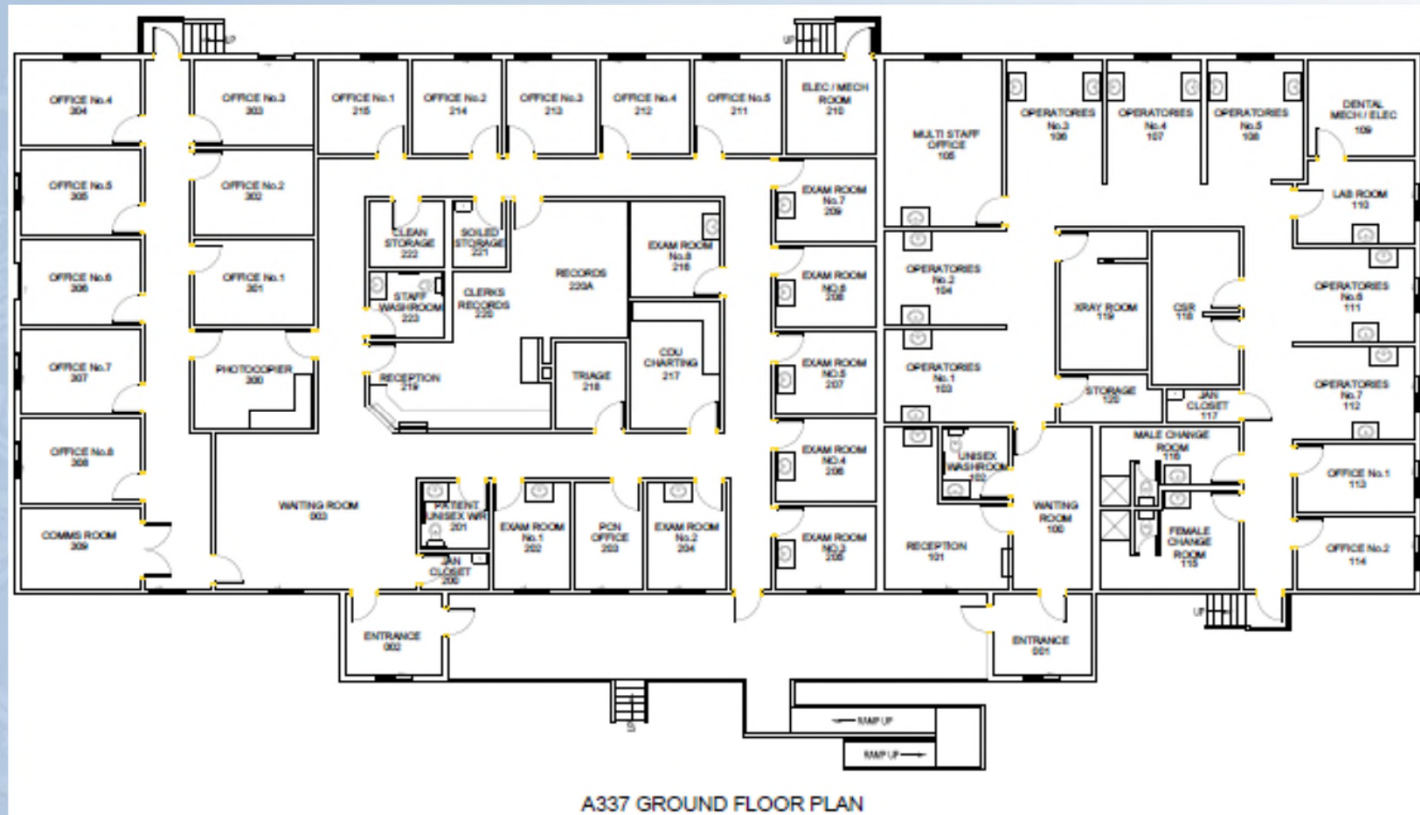 UP
UP
OFFICE No.4
304
OFFICE No.3
303
OFFICE No.1
215
OFFICE No.2
214
OFFICE No.3
213
OFFICE No.4
212
OFFICE No.5
211
ELEC / MECH
ROOM
210
MULTI STAFF
OFFICE
105
OPERATORIES
No.3
106
OPERATORIES
No.4
107
OPERATORIES
No.5
108
DENTAL
MECH / ELEC
109
OFFICE No.5
305
OFFICE No.2
302
EXAM ROOM
No.7
209
LAB ROOM
110
CLEAN
STORAGE
222
SOILED
STORAGE
221
RECORDS
220A
EXAM ROOM
No.8
216
OFFICE No.6
306
OFFICE No.1
301
STAFF
WASHROOM
223
CLERKS
RECORDS
220
EXAM ROOM
No.6
208
OPERATORIES
No.2
104
XRAY ROOM
119
CSR
118
OPERATORIES
No.6
111
OFFICE No.7
307
PHOTOCOPIER
300
RECEPTION
219
TRIAGE
218
CDU
CHARTING
217
EXAM ROOM
NO.5
207
OPERATORIES
No.1
103
STORAGE
120
JAN
CLOSET
117
OPERATORIES
No.7
112
OFFICE No.8
308
EXAM ROOM
NO.4
206
UNISEX
WASHROOM
102
MALE CHANGE
ROOM
116
OFFICE No.1
113
WAITING ROOM
003
PATIENT
UNISEX W/R
201
EXAM ROOM
No.1
202
PCN
OFFICE
203
EXAM ROOM
No.2
204
WAITING
ROOM
100
COMMS ROOM
309
JAN
CLOSET
200
EXAM ROOM
NO.3
205
RECEPTION
101
FEMALE
CHANGE
ROOM
115
OFFICE No.2
114
UP
ENTRANCE
002
ENTRANCE
001
UP
RAMP UP
RAMP UP
A337 GROUND FLOOR PLAN